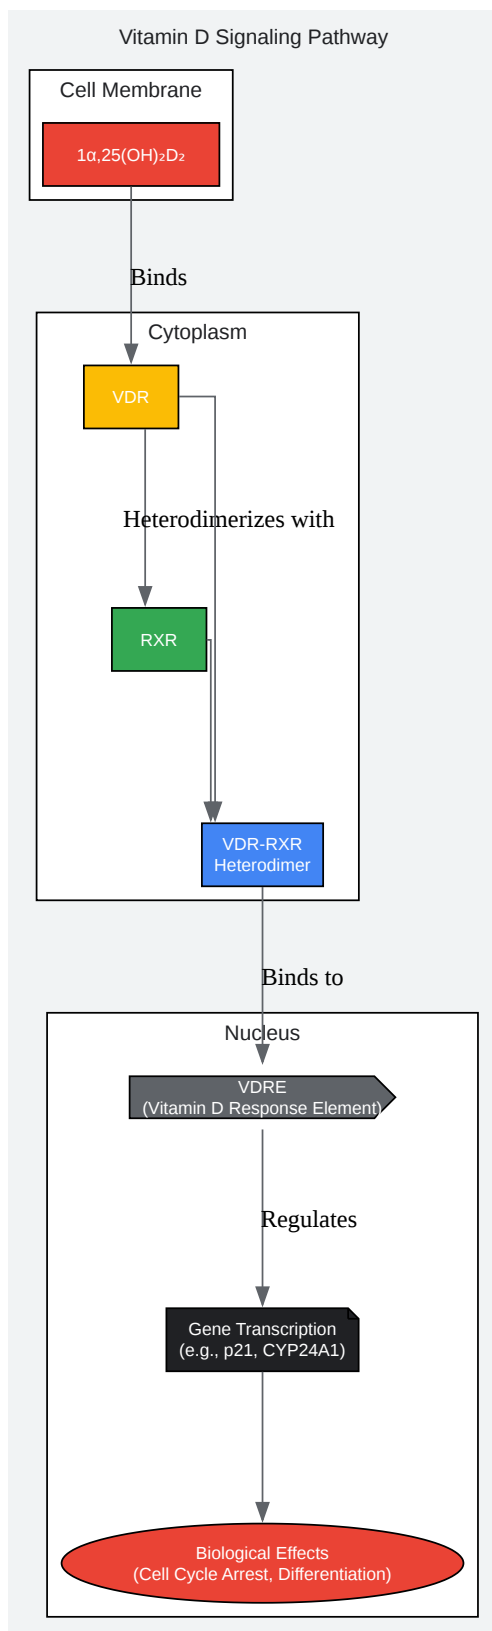 Vitamin D Signaling Pathway
Cell Membrane
1α,25(OH)₂D₂
Binds
Cytoplasm
VDR
Heterodimerizes with
RXR
VDR-RXR
Heterodimer
Binds to
Nucleus
VDRE
(Vitamin D Response Element)
Regulates
Gene Transcription
(e.g., p21, CYP24A1)
Biological Effects
(Cell Cycle Arrest, Differentiation)